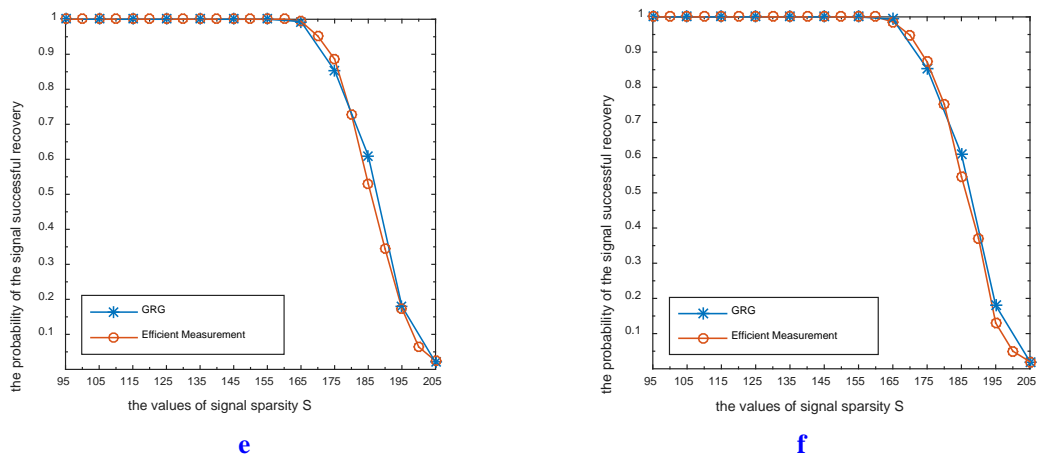 the probability of the signal successful recovery
1
0.9
0.8
0.7
0.6
0.5
0.4
0.3
0.2
0.1
GRG
Efficient Measurement
95 105 115 125 135 145 155 165 175 185 195 205
the values of signal sparsity S
e
the probability of the signal successful recovery
1
0.9
0.8
0.7
0.6
0.5
0.4
0.3
0.2
0.1
GRG
Efficient Measurement
95 105 115 125 135 145 155 165 175 185 195 205
the values of signal sparsity S
f